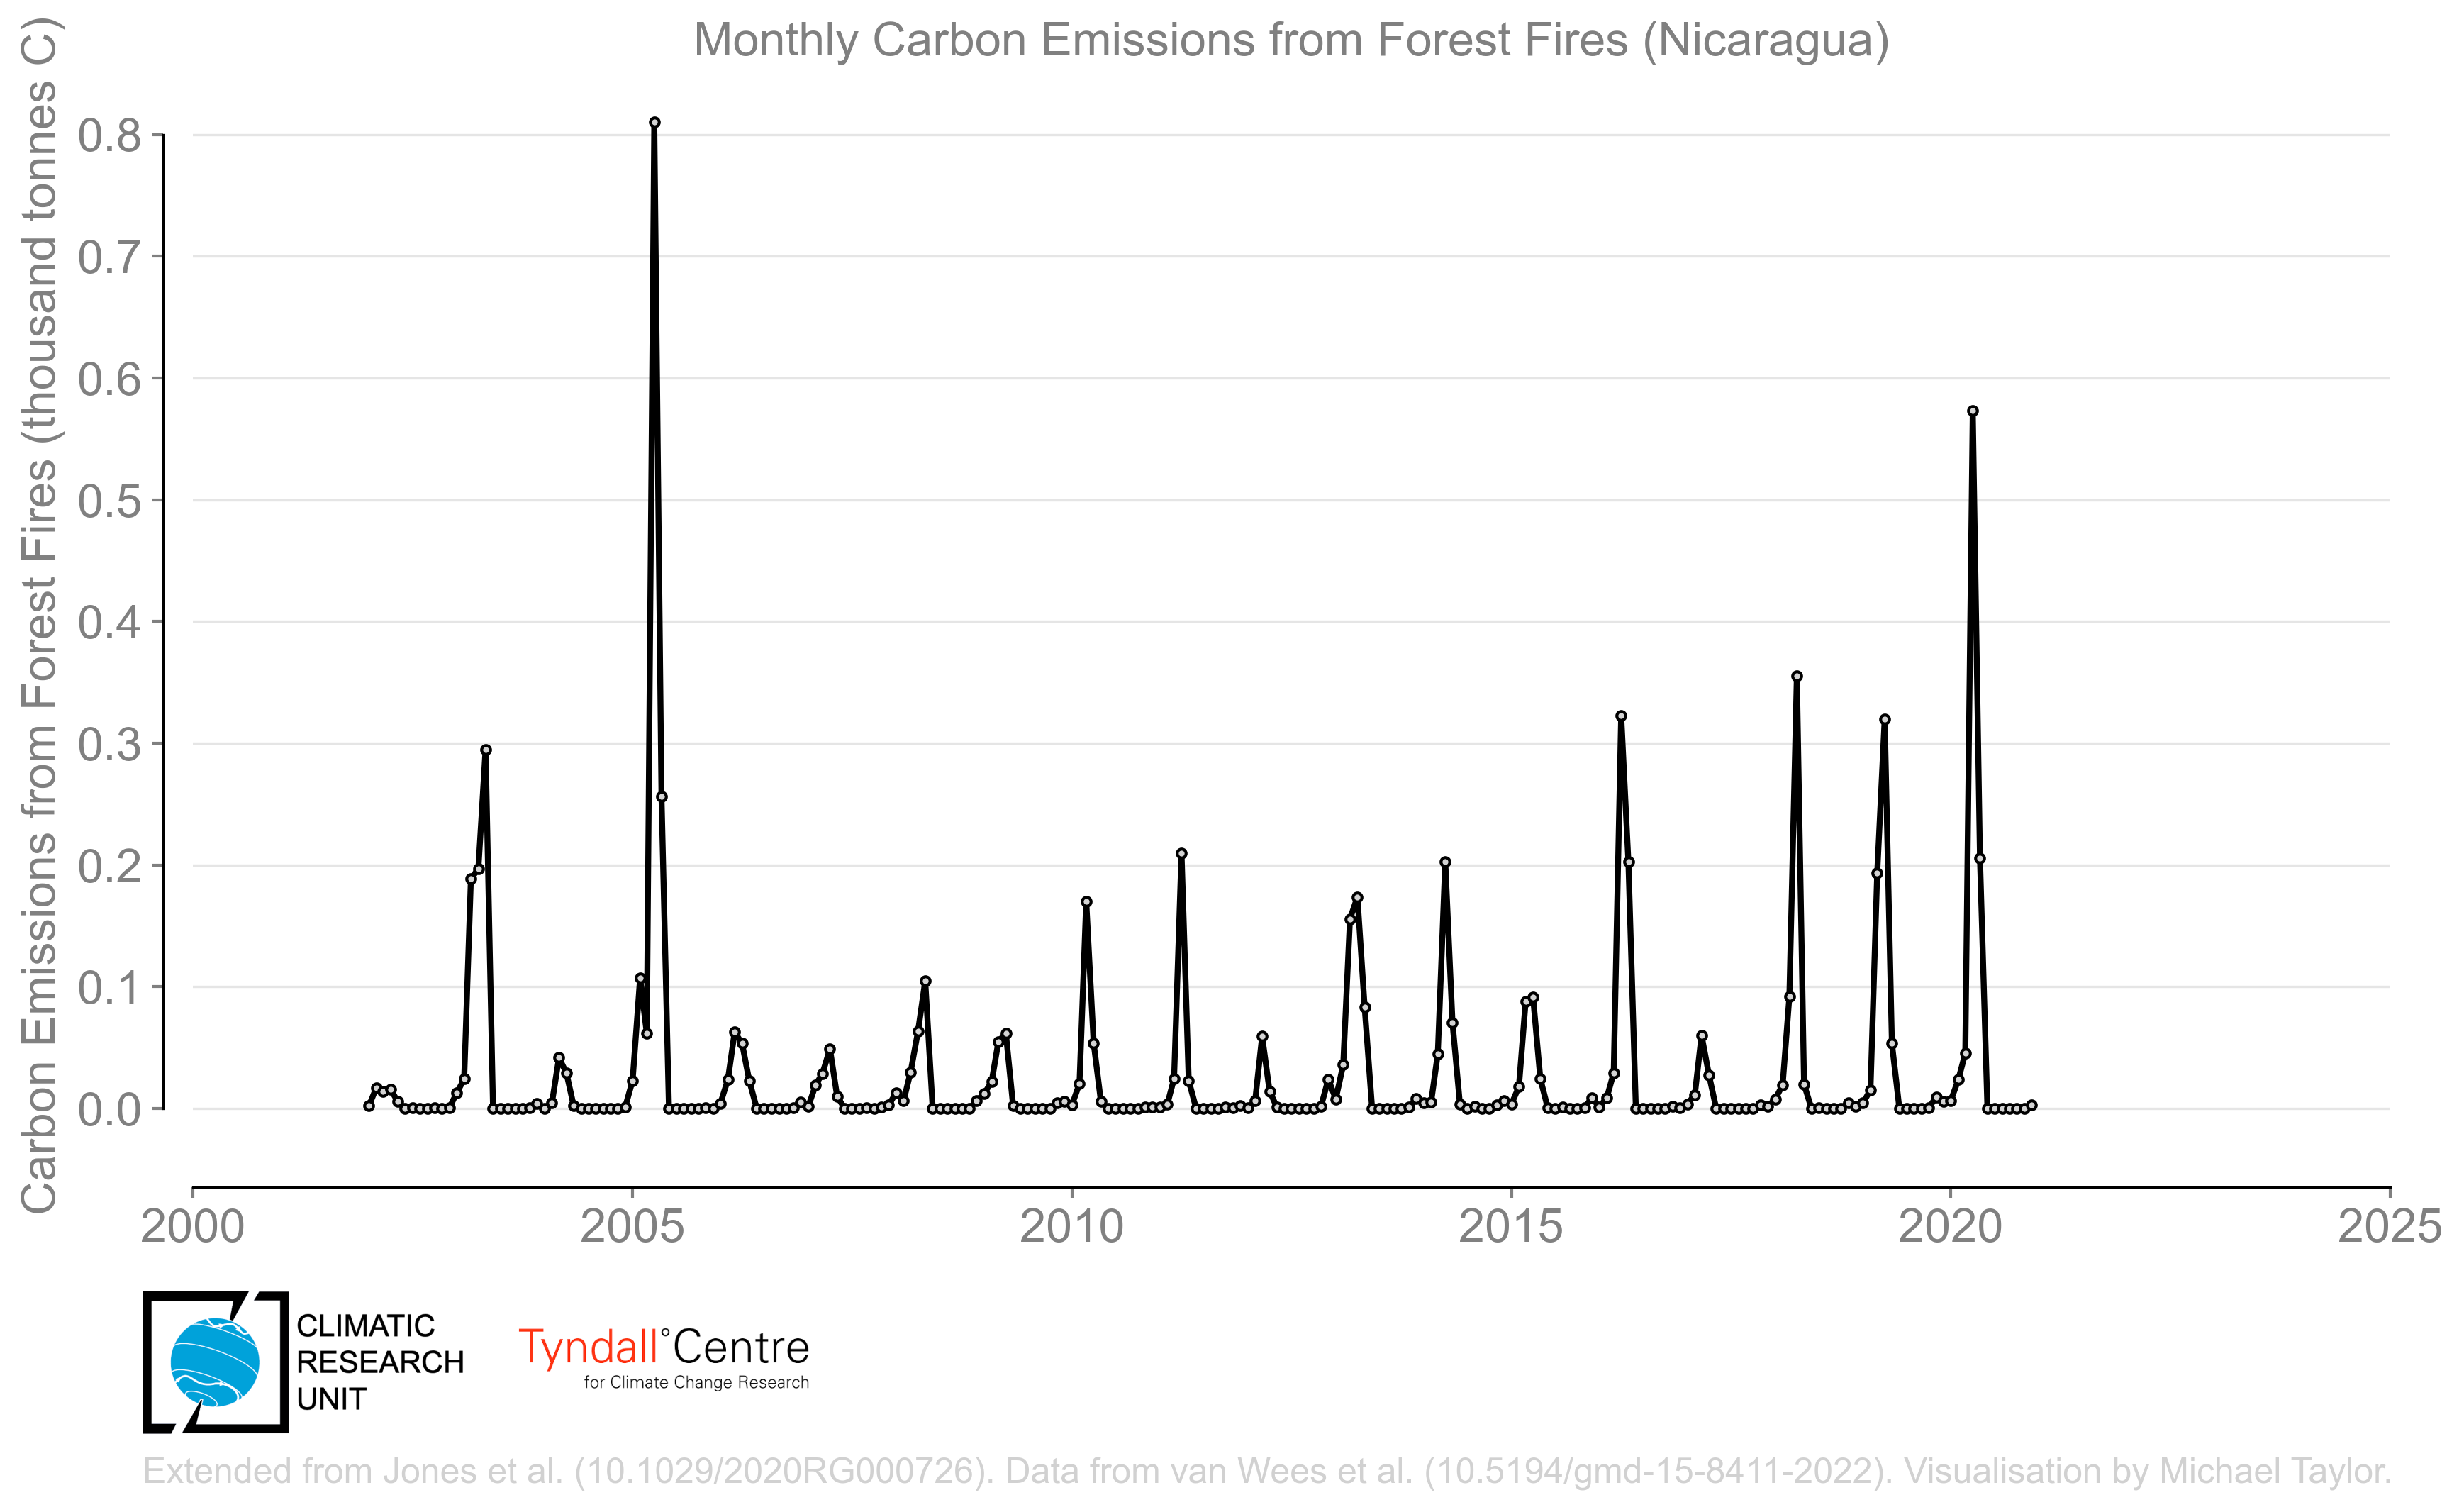 Monthly Carbon Emissions from Forest Fires (Nicaragua)
Carbon Emissions from Forest Fires (thousand tonnes C)
0.8
0.7
0.6
0.5
0.4
0.3
0.2
0.1
0.0
2000 2005 2010 2015 2020 2025
CLIMATIC
RESEARCH
UNIT
Tyndall°Centre
for Climate Change Research
Extended from Jones et al. (10.1029/2020RG000726). Data from van Wees et al. (10.5194/gmd-15-8411-2022). Visualisation by Michael Taylor.